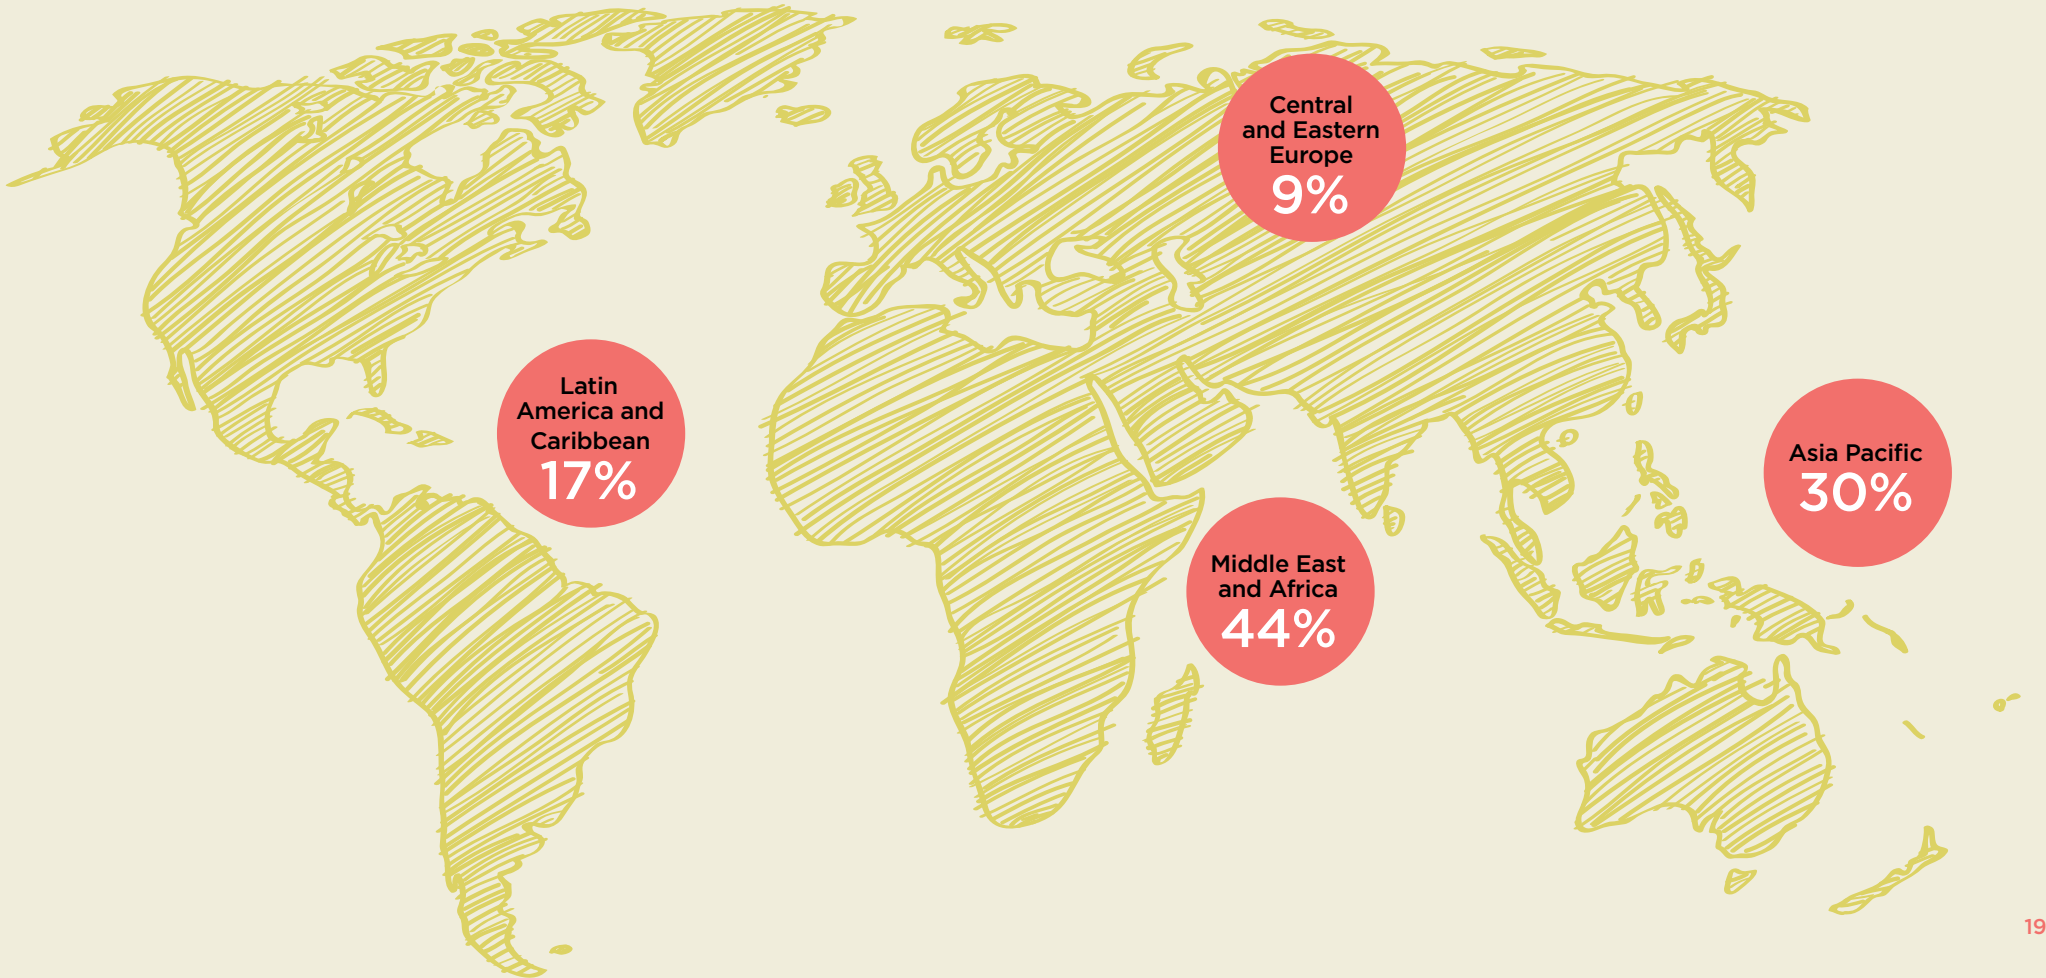 Central
and Eastern
Europe
9%
Latin
America and
Caribbean
17%
Asia Pacific
30%
Middle East
and Africa
44%
19